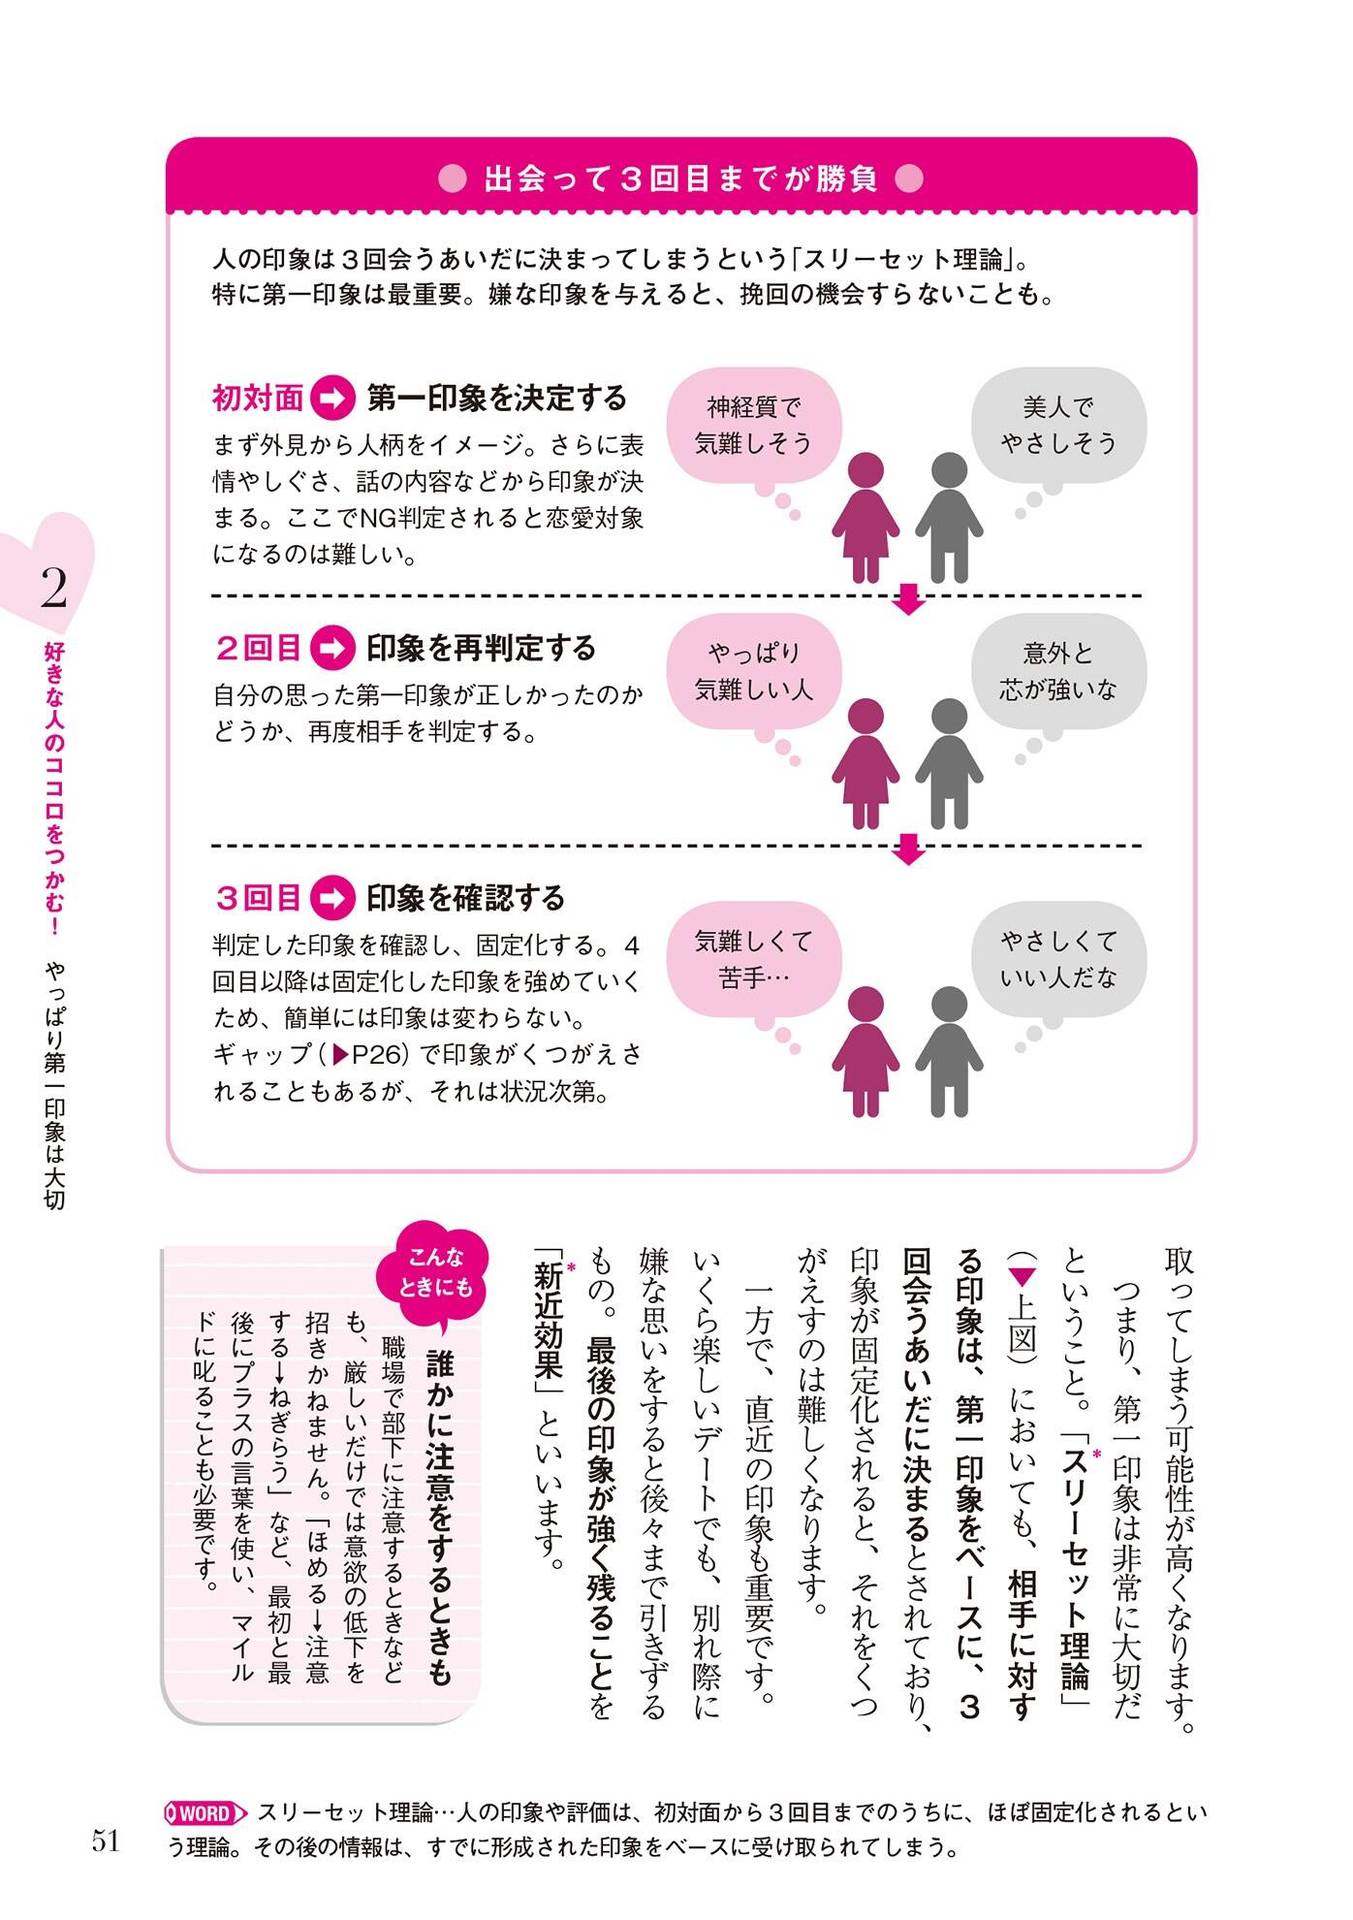 出会って3回目までが勝負
人の印象は3回会うあいだに決まってしまうという「スリーセット理論」。
特に第一印象は最重要。嫌な印象を与えると、挽回の機会すらないことも。
初対面 第一印象を決定する
まず外見から人柄をイメージ。さらに表
情やしぐさ、話の内容などから印象が決
まる。ここでNG判定されると恋愛対象
になるのは難しい。
神経質で
気難しそう
美人で
やさしそう
2回目 印象を再判定する
自分の思った第一印象が正しかったのか
どうか、再度相手を判定する。
やっぱり
気難しい人
意外と
芯が強いな
3回目 印象を確認する
判定した印象を確認し、固定化する。4
回目以降は固定化した印象を強めていく
ため、簡単には印象は変わらない。
ギャップ(▶P26)で印象がくつがえさ
れることもあるが、それは状況次第。
気難しくて
苦手…
やさしくて
いい人だな
取ってしまう可能性が高くなります。
つまり、第一印象は非常に大切だ
ということ。「スリーセット理論*」
(▶上図)においても、相手に対す
る印象は、第一印象をベースに、3
回会うあいだに決まるとされており、
印象が固定化されると、それをくつ
がえすのは難しくなります。
一方で、直近の印象も重要です。
いくら楽しいデートでも、別れ際に
嫌な思いをすると後々まで引きずる
もの。最後の印象が強く残ることを
「新近効果*」といいます。
こんな
ときにも
誰かに注意をするときも
職場で部下に注意するときなど
も、厳しいだけでは意欲の低下を
招きかねません。「ほめる→注意
する→ねぎらう」など、最初と最
後にプラスの言葉を使い、マイル
ドに叱ることも必要です。
WORD スリーセット理論…人の印象や評価は、初対面から3回目までのうちに、ほぼ固定化されるとい
う理論。その後の情報は、すでに形成された印象をベースに受け取られてしまう。
2
好きな人のココロをつかむ! やっぱり第一印象は大切
51